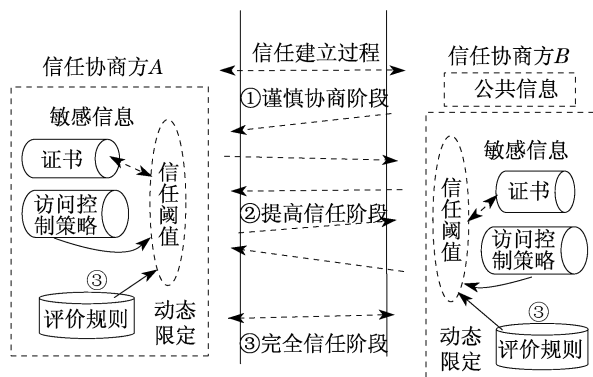 信任协商方A
敏感信息
证书
访问控
制策略
信任阈值
③
评价规则
动态
限定
信任建立过程
①谨慎协商阶段
②提高信任阶段
③完全信任阶段
信任协商方B
公共信息
敏感信息
信任阈值
证书
访问控
制策略
③
评价规则
动态
限定